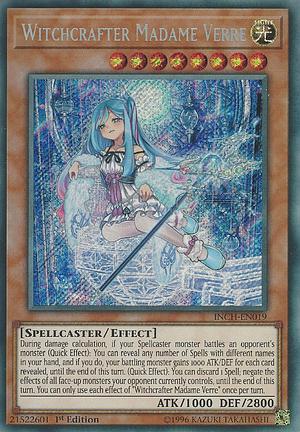 WITCHCRAFTER MADAME VERRE
LIGHT
光
INCH-EN019
[SPELLCASTER/EFFECT]
During damage calculation, if your Spellcaster monster battles an opponent's
monster (Quick Effect): You can reveal any number of Spells with different names
in your hand, and if you do, your battling monster gains 1000 ATK/DEF for each card
revealed, until the end of this turn. (Quick Effect): You can discard 1 Spell; negate the
effects of all face-up monsters your opponent currently controls, until the end of this
turn. You can only use each effect of "Witchcrafter Madame Verre" once per turn.
ATK/1000 DEF/2800
21522601 1st Edition ©1996 KAZUKI TAKAHASHI